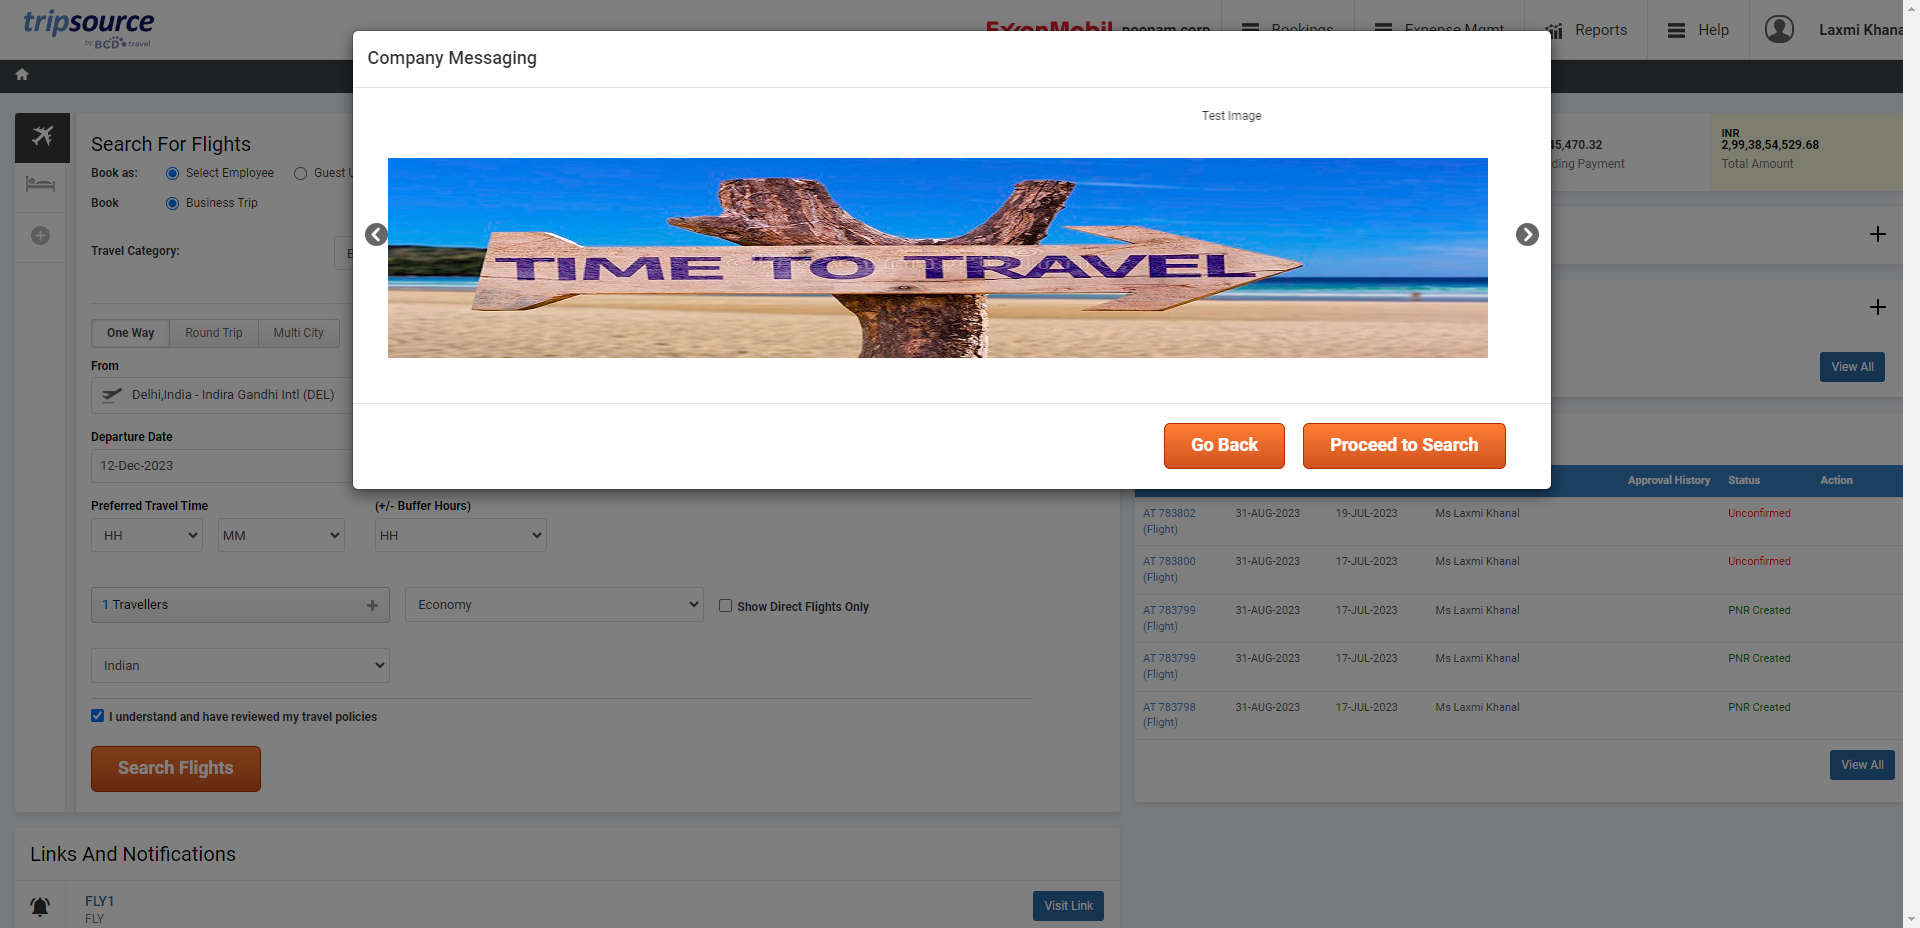 tripsource
by BCD travel
ExxonMobil poonam corp
Bookings
Expense Mgmt
Reports
Help
Laxmi Khana
Company Messaging
Test Image
TIME TO TRAVEL
Go Back
Proceed to Search
Search For Flights
Book as:
Select Employee
Guest U
Book
Business Trip
Travel Category:
One Way
Round Trip
Multi City
From
Delhi,India - Indira Gandhi Intl (DEL)
Departure Date
12-Dec-2023
Preferred Travel Time
(+/- Buffer Hours)
HH
MM
HH
1 Travellers
Economy
Show Direct Flights Only
Indian
I understand and have reviewed my travel policies
Search Flights
Links And Notifications
FLY1
FLY
Visit Link
45,470.32
ding Payment
INR
2,99,38,54,529.68
Total Amount
View All
Approval History Status Action
AT 783802 31-AUG-2023 19-JUL-2023 Ms Laxmi Khanal Unconfirmed
(Flight)
AT 783800 31-AUG-2023 17-JUL-2023 Ms Laxmi Khanal Unconfirmed
(Flight)
AT 783799 31-AUG-2023 17-JUL-2023 Ms Laxmi Khanal PNR Created
(Flight)
AT 783799 31-AUG-2023 17-JUL-2023 Ms Laxmi Khanal PNR Created
(Flight)
AT 783798 31-AUG-2023 17-JUL-2023 Ms Laxmi Khanal PNR Created
(Flight)
View All